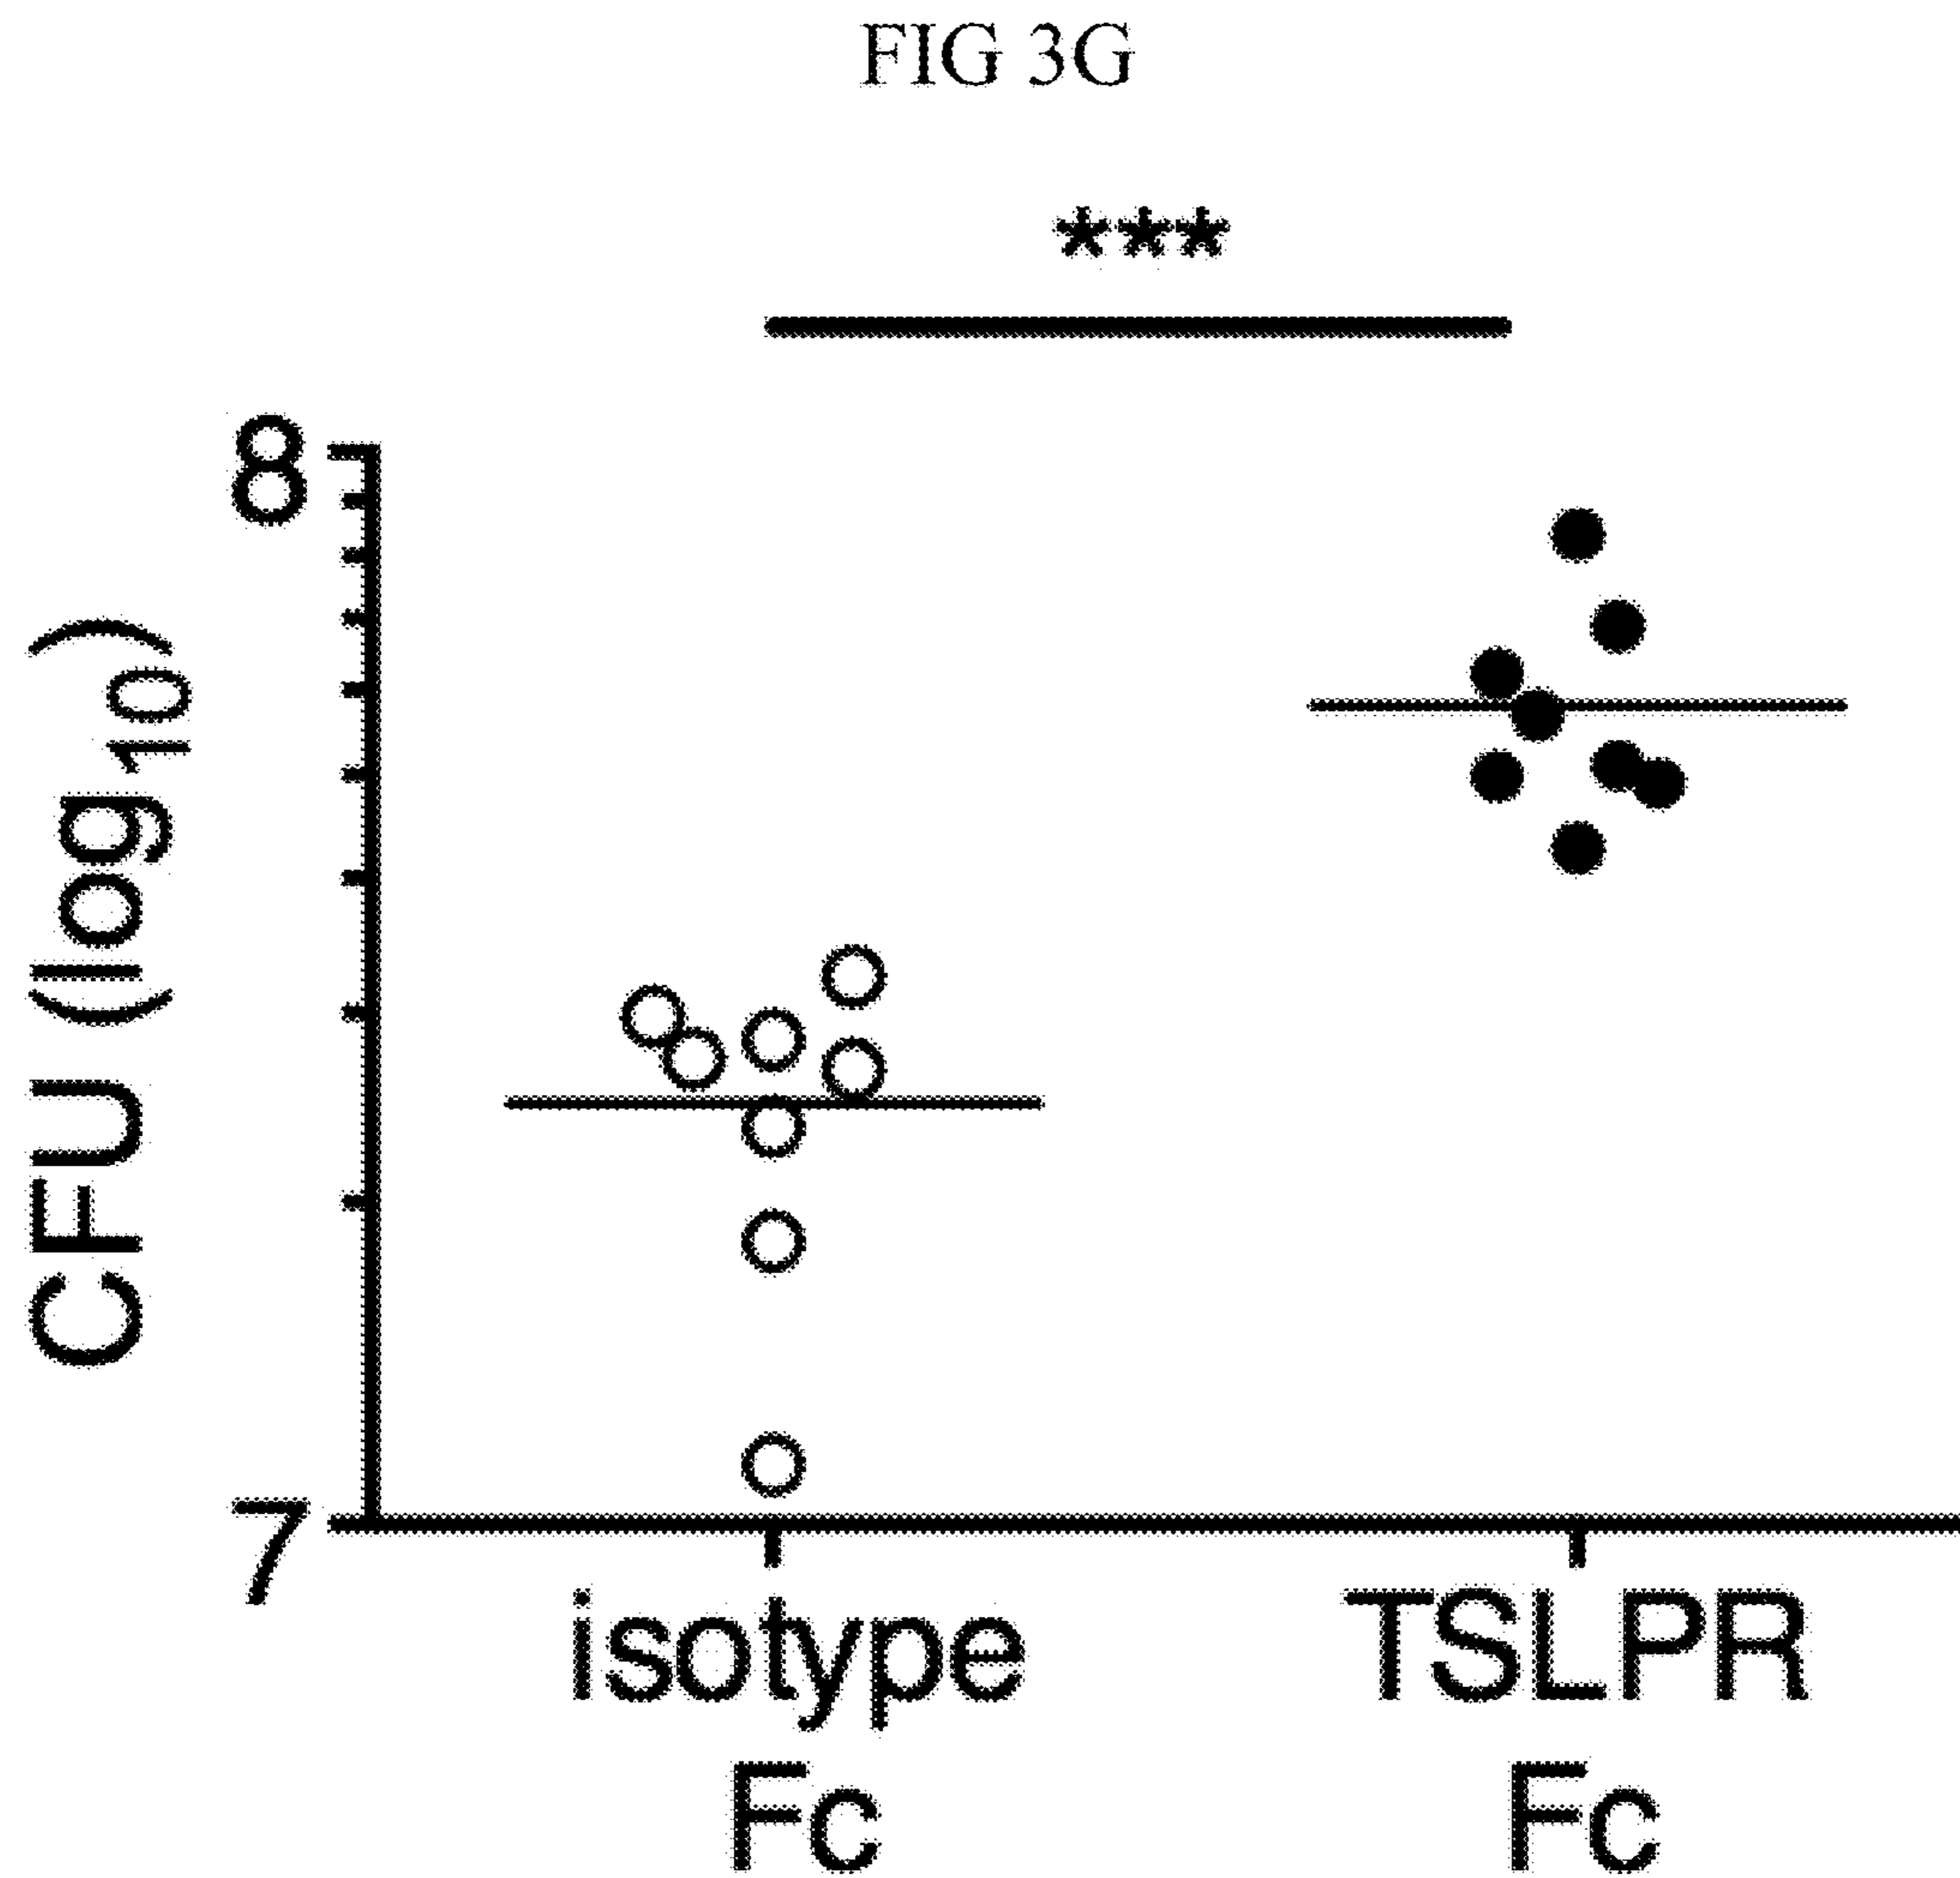 FIG 3G
***
8
CFU (log10)
7
isotype
Fc
TSLPR
Fc